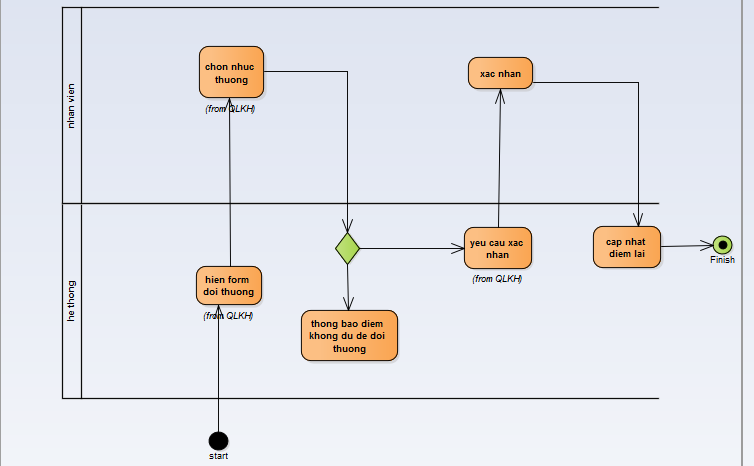 nhan vien
chon nhuc
thuong
(from QLKH)
xac nhan
he thong
hien form
doi thuong
(from QLKH)
thong bao diem
khong du de doi
thuong
yeu cau xac
nhan
(from QLKH)
cap nhat
diem lai
Finish
start